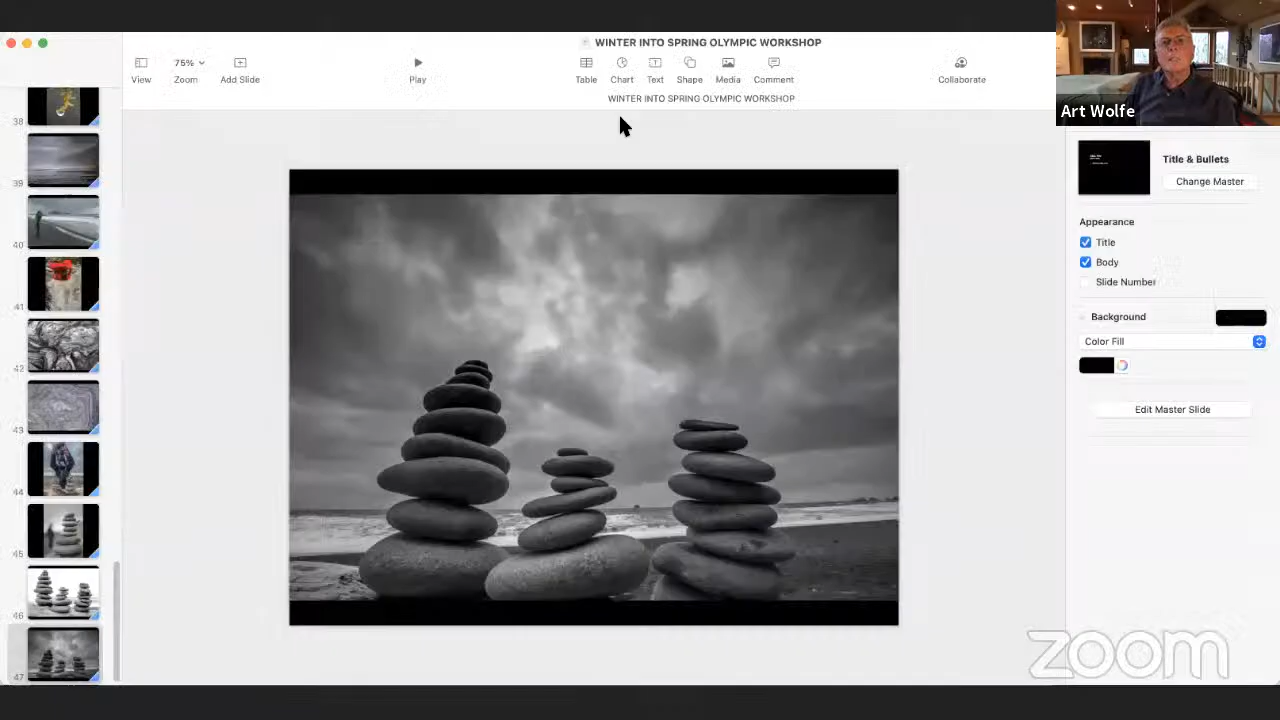 WINTER INTO SPRING OLYMPIC WORKSHOP
View
75%
Zoom
Add Slide
Play
Table
Chart
Text
Shape
Media
Comment
Collaborate
WINTER INTO SPRING OLYMPIC WORKSHOP
Art Wolfe
38
39
40
41
42
43
44
45
46
47
Title & Bullets
Change Master
Appearance
Title
Body
Slide Number
Background
Color Fill
Edit Master Slide
zoom